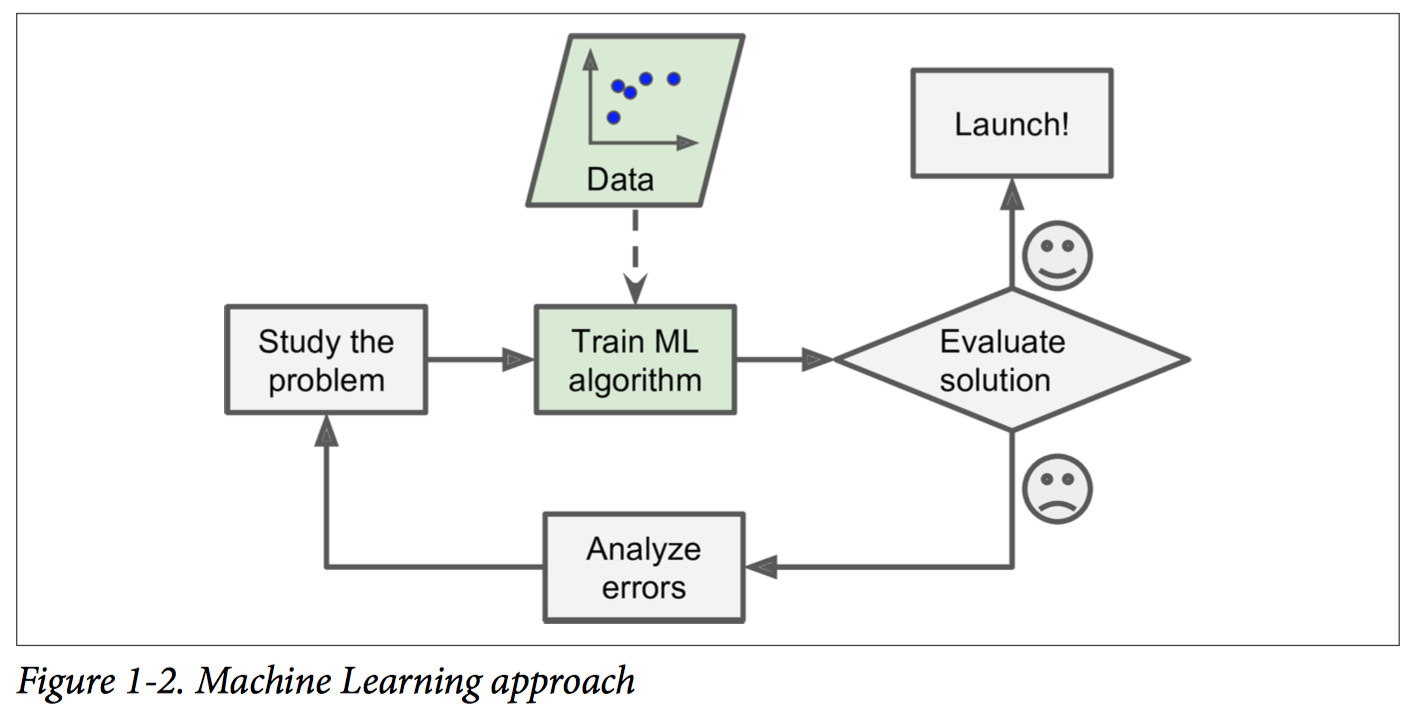 Data
Launch!
Study the
problem
Train ML
algorithm
Evaluate
solution
Analyze
errors
Figure 1-2. Machine Learning approach